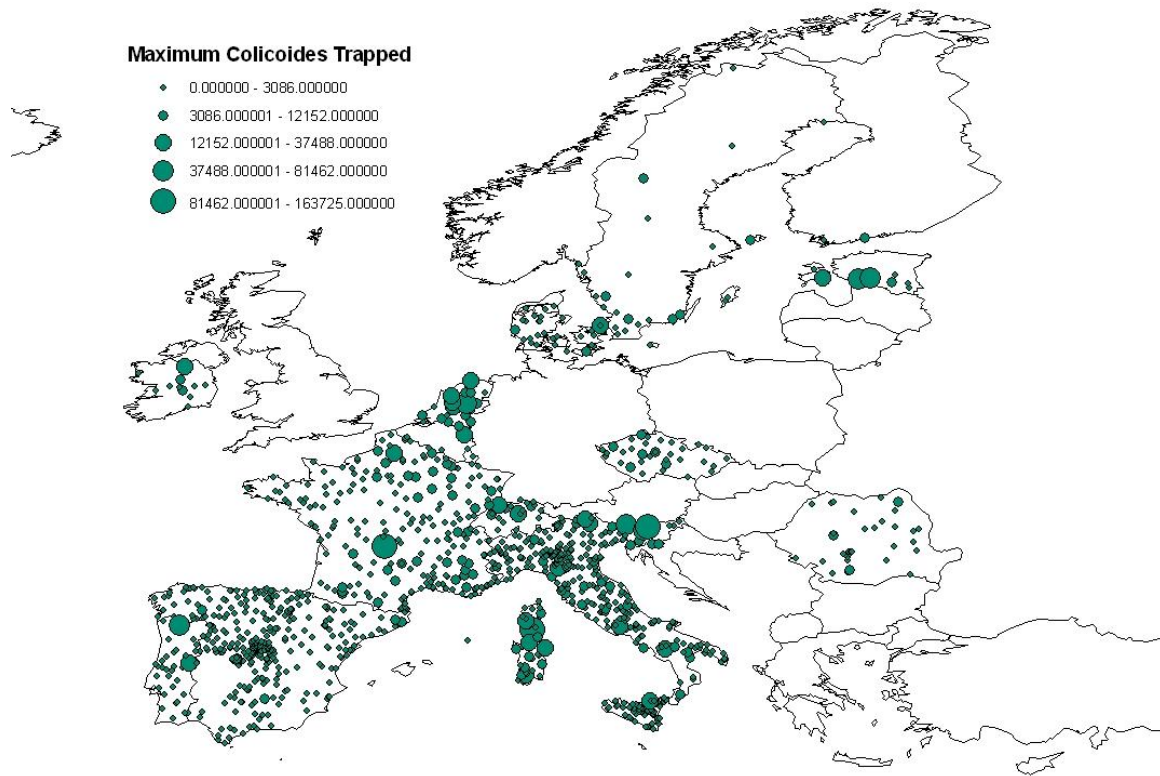 Maximum Colicoides Trapped
0.000000 - 3086.000000
3086.000001 - 12152.000000
12152.000001 - 37488.000000
37488.000001 - 81462.000000
81462.000001 - 163725.000000